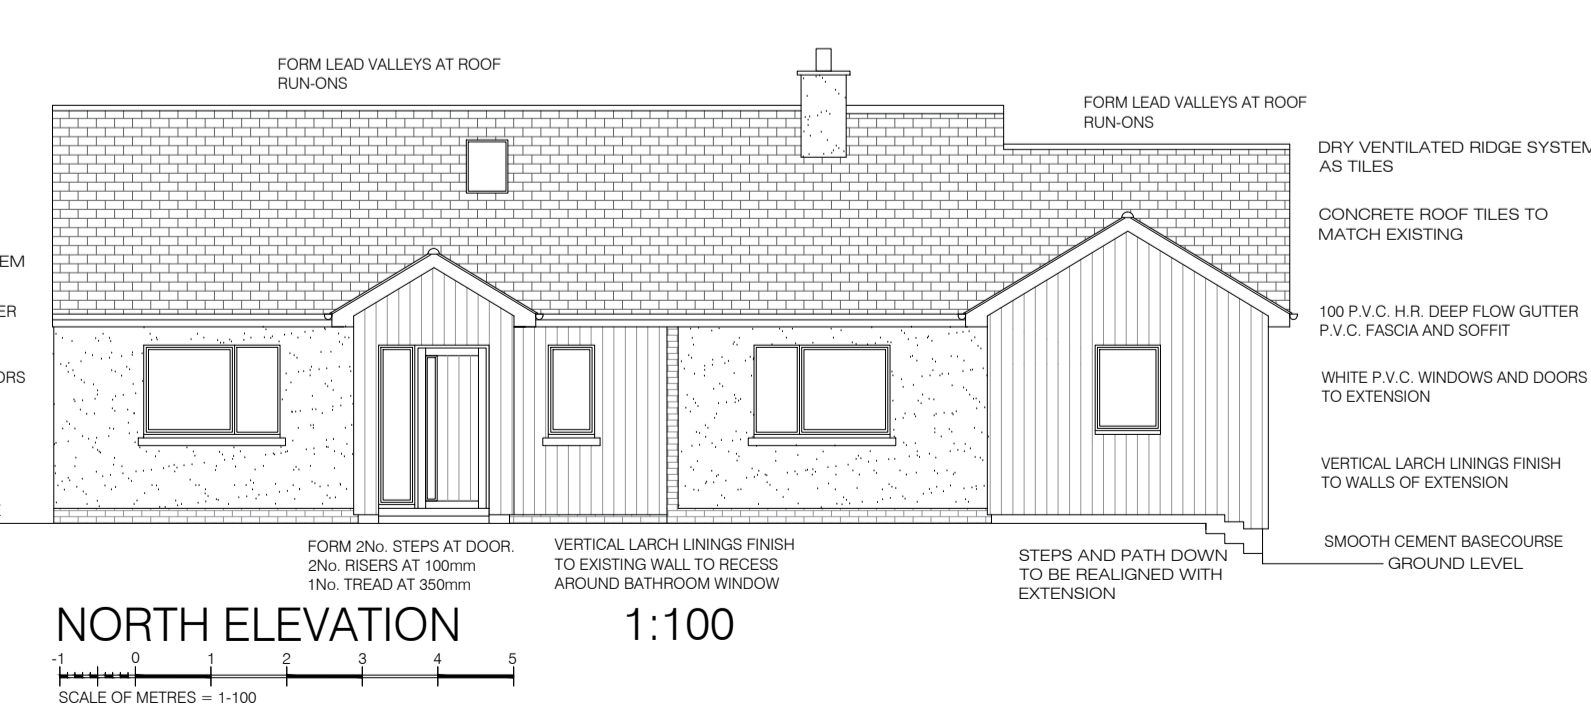 FORM LEAD VALLEYS AT ROOF
RUN-ONS
FORM LEAD VALLEYS AT ROOF
RUN-ONS
DRY VENTILATED RIDGE SYSTEM
AS TILES
CONCRETE ROOF TILES TO
MATCH EXISTING
EM
ER
100 P.V.C. H.R. DEEP FLOW GUTTER
P.V.C. FASCIA AND SOFFIT
ORS
WHITE P.V.C. WINDOWS AND DOORS
TO EXTENSION
VERTICAL LARCH LININGS FINISH
TO WALLS OF EXTENSION
SMOOTH CEMENT BASECOURSE
GROUND LEVEL
FORM 2No. STEPS AT DOOR.
2No. RISERS AT 100mm
1No. TREAD AT 350mm
VERTICAL LARCH LININGS FINISH
TO EXISTING WALL TO RECESS
AROUND BATHROOM WINDOW
STEPS AND PATH DOWN
TO BE REALIGNED WITH
EXTENSION
NORTH ELEVATION 1:100
-1 0 1 2 3 4 5
SCALE OF METRES = 1-100